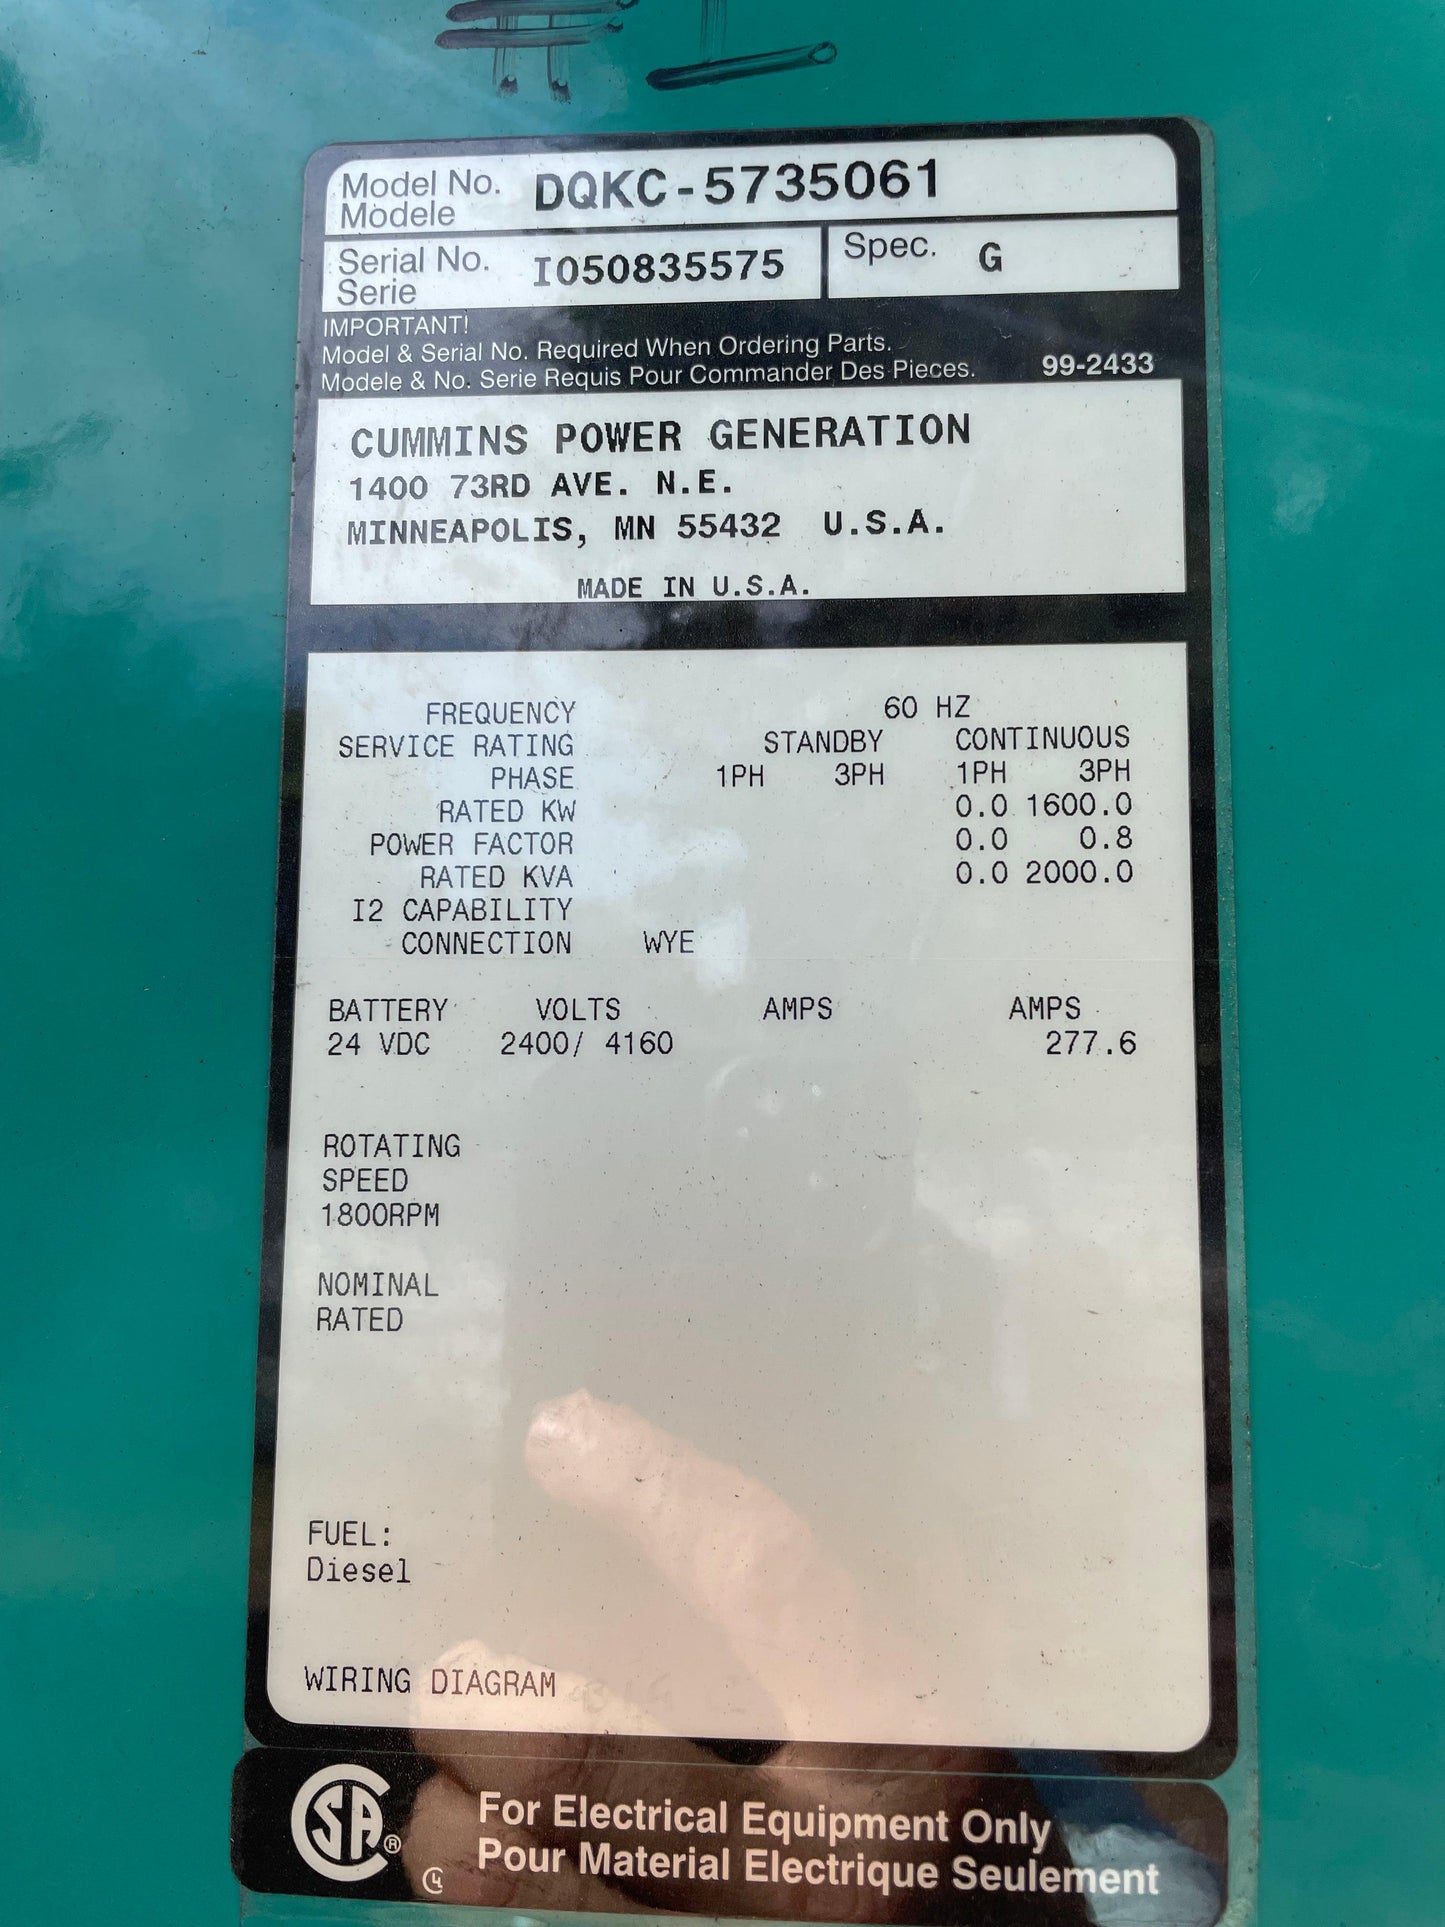 # 1
Model No. DQKC-5735061
Modele
Serial No. I050835575 Spec. G
Serie
IMPORTANT!
Model & Serial No. Required When Ordering Parts.
Modele & No. Serie Requis Pour Commander Des Pieces. 99-2433
CUMMINS POWER GENERATION
1400 73RD AVE. N.E.
MINNEAPOLIS, MN 55432 U.S.A.
MADE IN U.S.A.
FREQUENCY 60 HZ
SERVICE RATING STANDBY CONTINUOUS
PHASE 1PH 3PH 1PH 3PH
RATED KW 0.0 1600.0
POWER FACTOR 0.0 0.8
RATED KVA 0.0 2000.0
I2 CAPABILITY
CONNECTION WYE
BATTERY VOLTS AMPS AMPS
24 VDC 2400/ 4160 277.6
ROTATING
SPEED
1800RPM
NOMINAL
RATED
FUEL:
Diesel
WIRING DIAGRAM
SA®
For Electrical Equipment Only
Pour Material Electrique Seulement